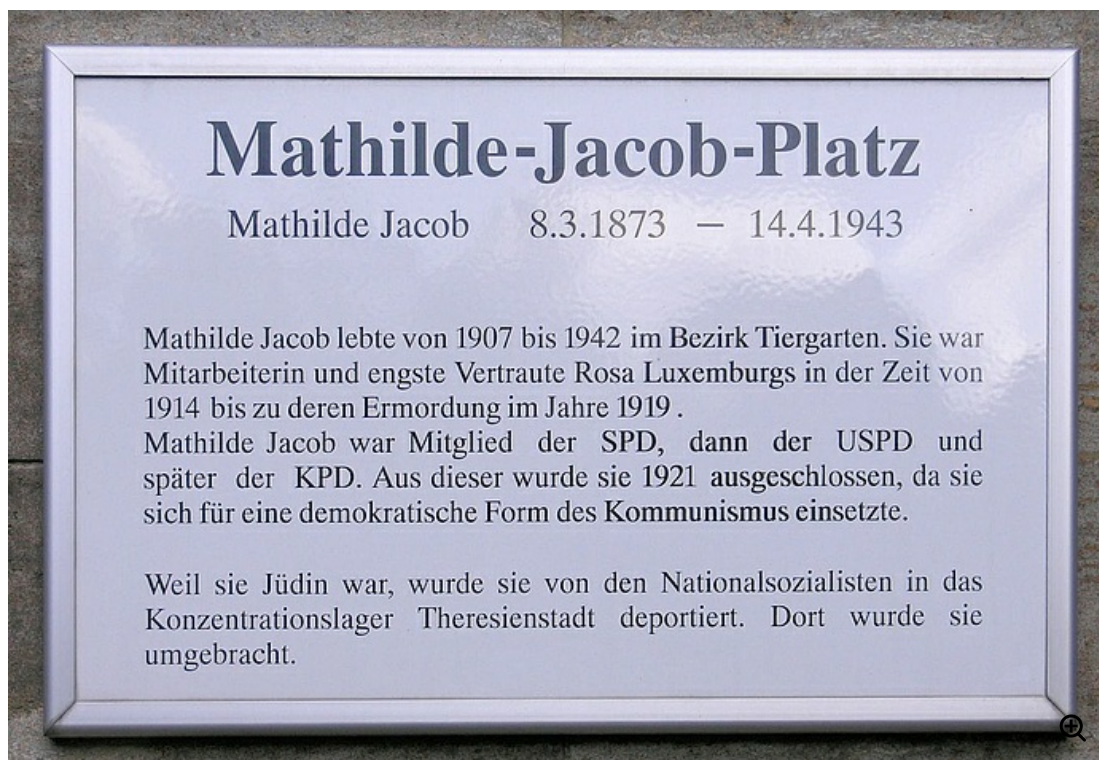 Mathilde-Jacob-Platz
Mathilde Jacob 8.3.1873 – 14.4.1943
Mathilde Jacob lebte von 1907 bis 1942 im Bezirk Tiergarten. Sie war
Mitarbeiterin und engste Vertraute Rosa Luxemburgs in der Zeit von
1914 bis zu deren Ermordung im Jahre 1919 .
Mathilde Jacob war Mitglied der SPD, dann der USPD und
später der KPD. Aus dieser wurde sie 1921 ausgeschlossen, da sie
sich für eine demokratische Form des Kommunismus einsetzte.
Weil sie Jüdin war, wurde sie von den Nationalsozialisten in das
Konzentrationslager Theresienstadt deportiert. Dort wurde sie
umgebracht.